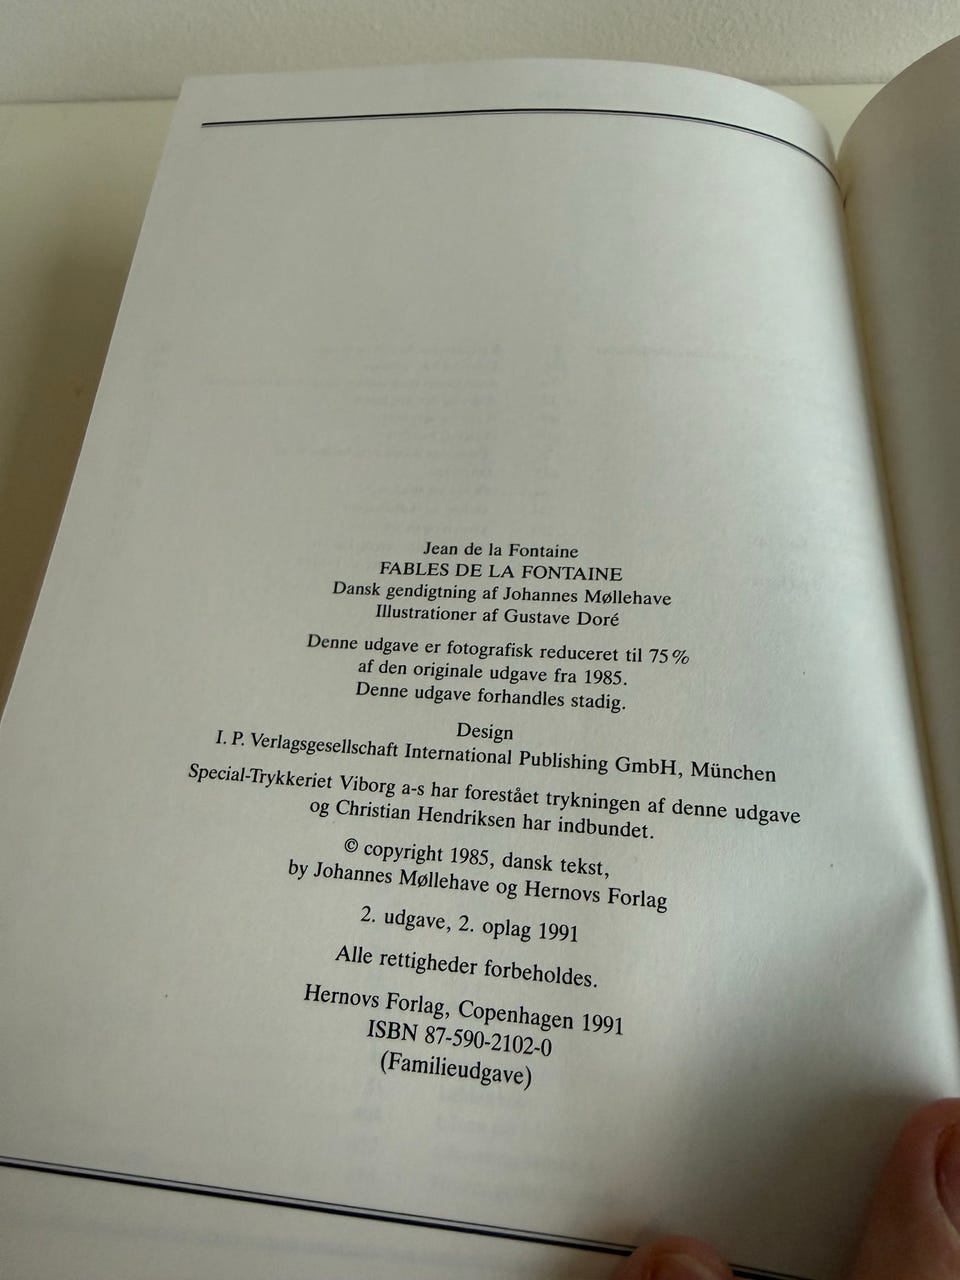 Jean de la Fontaine
FABLES DE LA FONTAINE
Dansk gendigtning af Johannes Møllehave
Illustrationer af Gustave Doré
Denne udgave er fotografisk reduceret til 75%
af den originale udgave fra 1985.
Denne udgave forhandles stadig.
Design
I. P. Verlagsgesellschaft International Publishing GmbH, München
Special-Trykkeriet Viborg a-s har forestået trykningen af denne udgave
og Christian Hendriksen har indbundet.
© copyright 1985, dansk tekst,
by Johannes Møllehave og Hernovs Forlag
2. udgave, 2. oplag 1991
Alle rettigheder forbeholdes.
Hernovs Forlag, Copenhagen 1991
ISBN 87-590-2102-0
(Familieudgave)